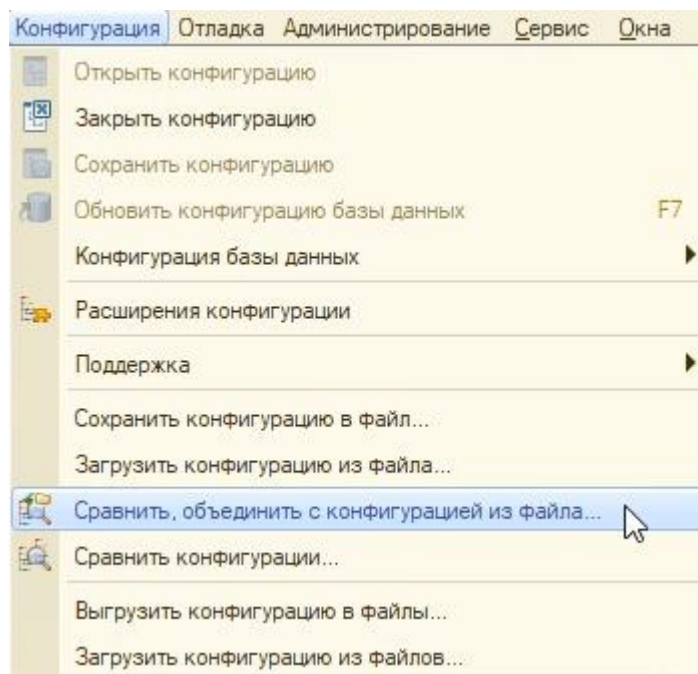 Конфигурация Отладка Администрирование Сервис Окна
Открыть конфигурацию
Закрыть конфигурацию
Сохранить конфигурацию
Обновить конфигурацию базы данных F7
Конфигурация базы данных
Расширения конфигурации
Поддержка
Сохранить конфигурацию в файл...
Загрузить конфигурацию из файла...
Сравнить, объединить с конфигурацией из файла...
Сравнить конфигурации...
Выгрузить конфигурацию в файлы...
Загрузить конфигурацию из файлов...